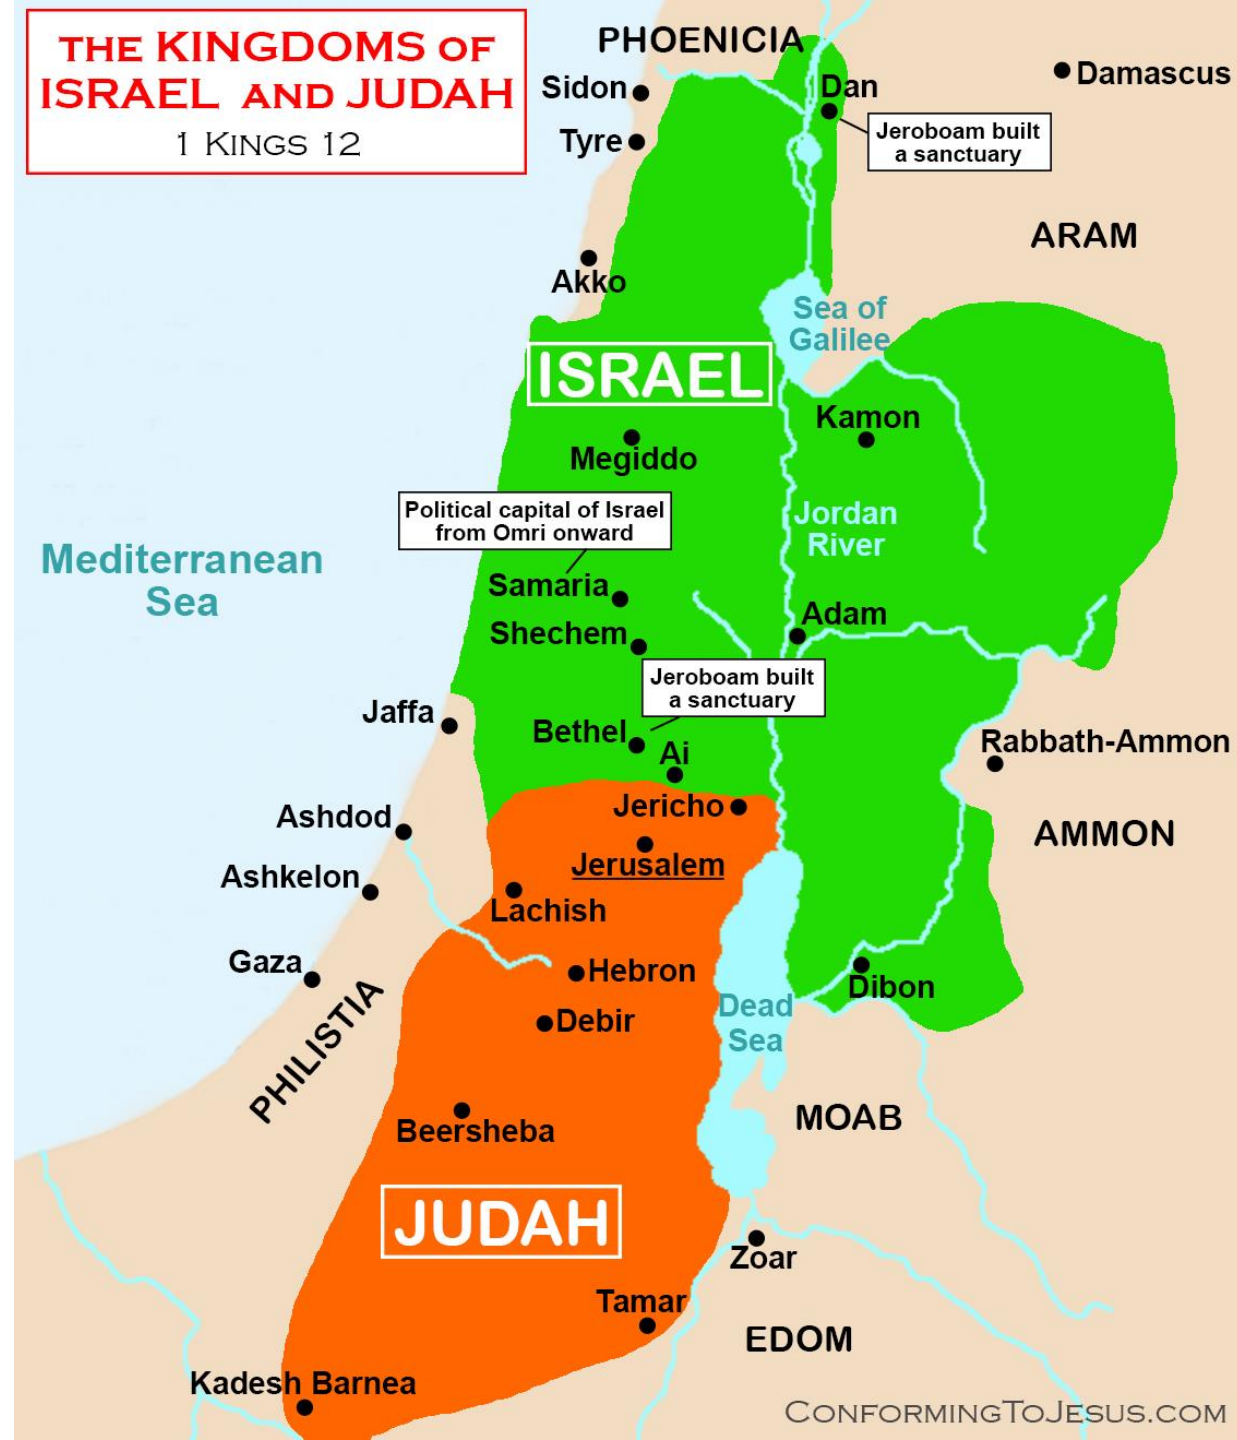 THE KINGDOMS OF
ISRAEL AND JUDAH
1 KINGS 12
PHOENICIA
Sidon
Dan
Damascus
Jeroboam built
a sanctuary
Tyre
ARAM
Akko
Sea of
Galilee
ISRAEL
Kamon
Megiddo
Political capital of Israel
from Omri onward
Jordan
River
Mediterranean
Sea
Samaria
Adam
Shechem
Jeroboam built
a sanctuary
Jaffa
Bethel
Ai
Rabbath-Ammon
Jericho
Ashdod
AMMON
Jerusalem
Ashkelon
Lachish
Gaza
Hebron
Dibon
PHILISTIA
Debir
Dead
Sea
MOAB
Beersheba
JUDAH
Zoar
Tamar
EDOM
Kadesh Barnea
CONFORMINGTOJESUS.COM